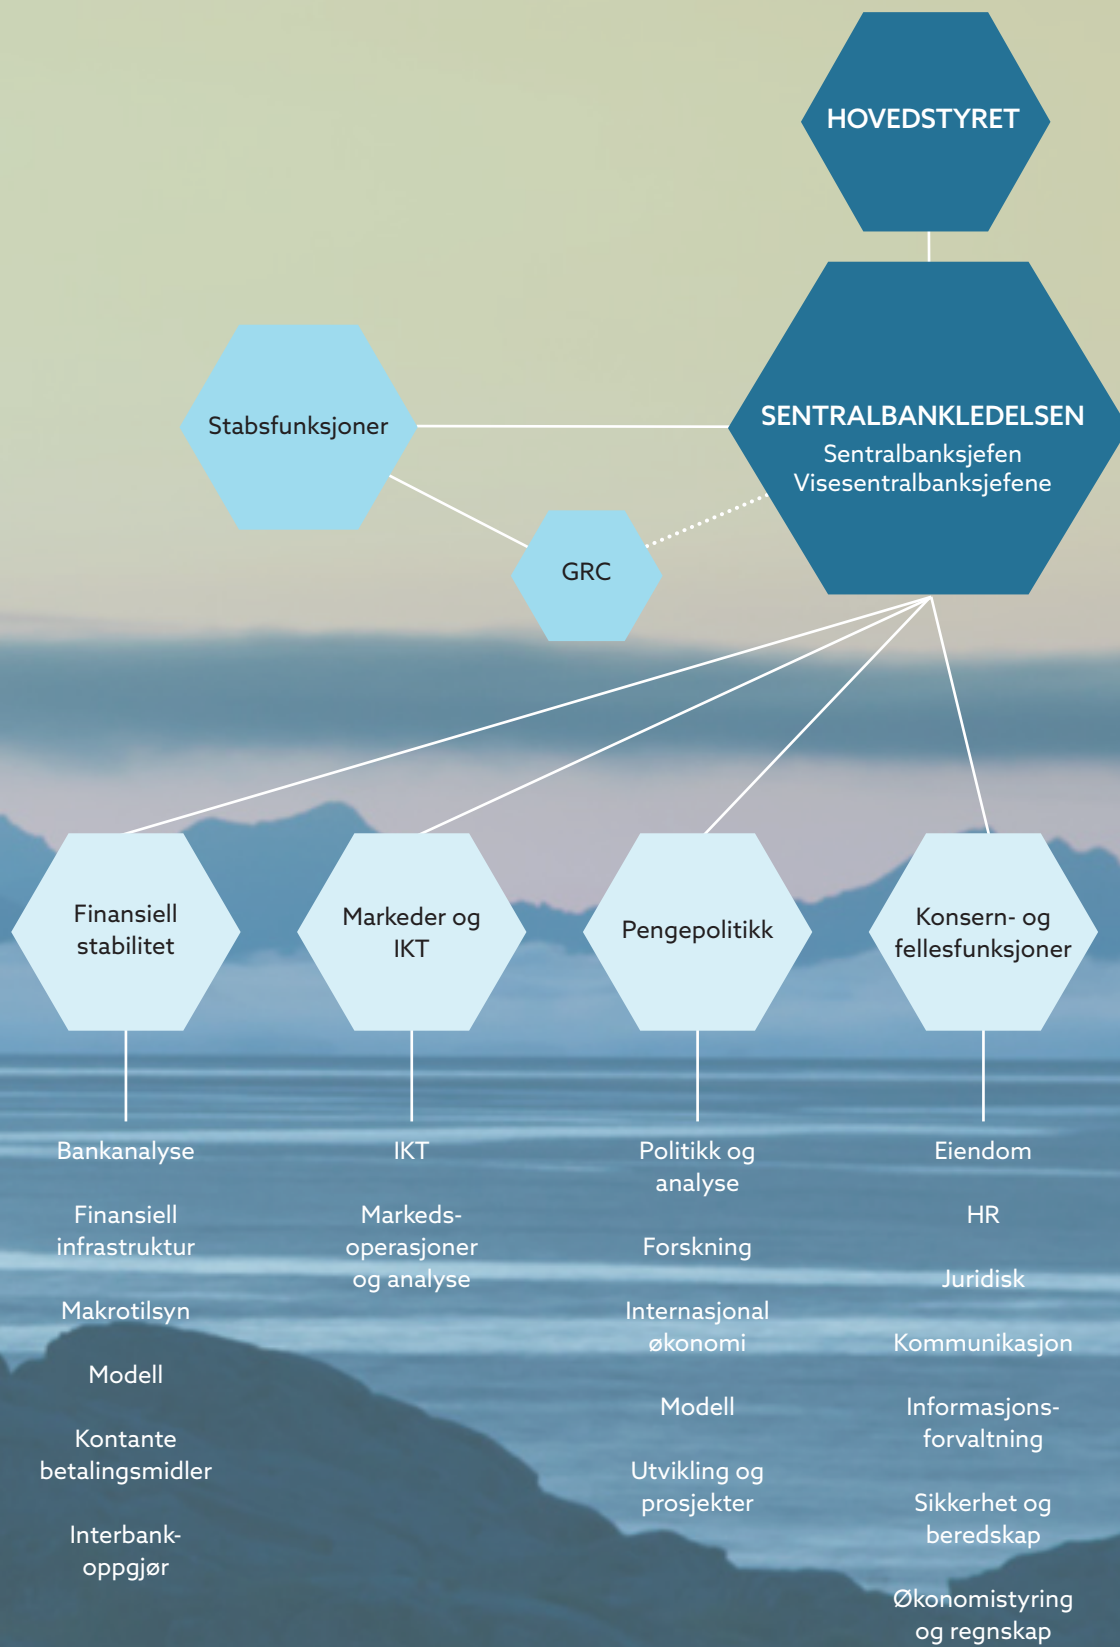 HOVEDSTYRET
SENTRALBANKLEDELSEN
Sentralbanksjefen
Visesentralbanksjefene
Stabsfunksjoner
GRC
Finansiell
stabilitet
Markeder og
IKT
Pengepolitikk
Konsern- og
fellesfunksjoner
Bankanalyse
Finansiell
infrastruktur
Makrotilsyn
Modell
Kontante
betalingsmidler
Interbank-
oppgjør
IKT
Markeds-
operasjoner
og analyse
Politikk og
analyse
Forskning
Internasjonal
økonomi
Modell
Utvikling og
prosjekter
Eiendom
HR
Juridisk
Kommunikasjon
Informasjons-
forvaltning
Sikkerhet og
beredskap
Økonomistyring
og regnskap